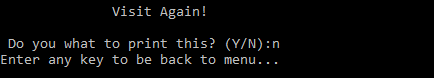 Visit Again!
Do you what to print this? (Y/N):n
Enter any key to be back to menu...